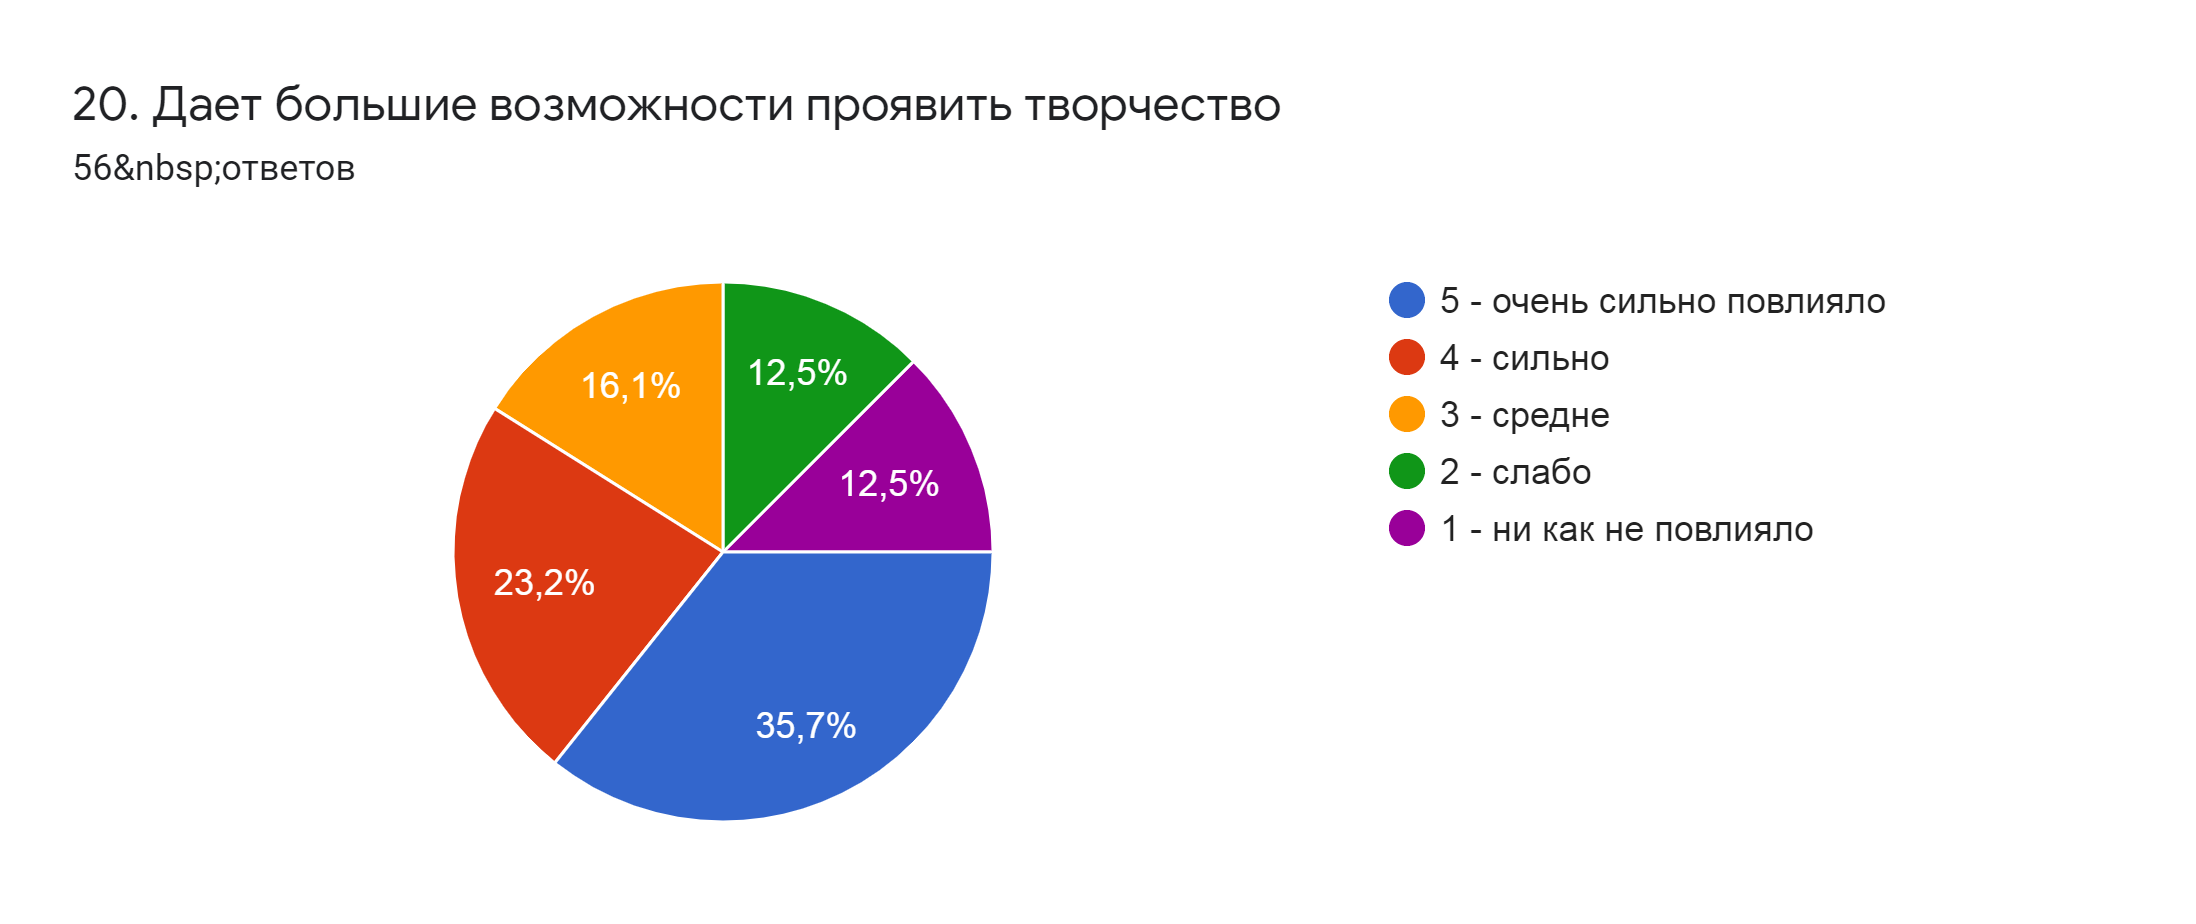 20. Дает большие возможности проявить творчество
56&nbsp;ответов
5 - очень сильно повлияло
4 - сильно
3 - средне
2 - слабо
1 - ни как не повлияло
16,1%
12,5%
12,5%
23,2%
35,7%